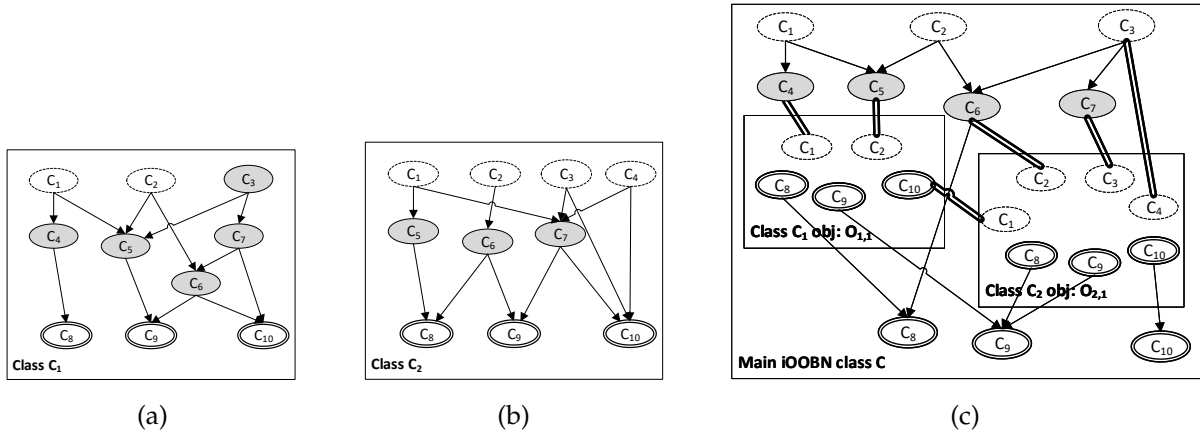 C1 C2 C3
C4 C5 C7
C6
C8 C9 C10
Class C1
(a)
C1 C2 C3 C4
C5 C6 C7
C8 C9 C10
Class C2
(b)
C1 C2 C3
C4 C5 C6 C7
C1 C2
C8 C9 C10
Class C1 obj: O1,1
C2 C3 C4
C1
C8 C9 C10
Class C2 obj: O2,1
C8 C9 C10
Main iOOBN class C
(c)